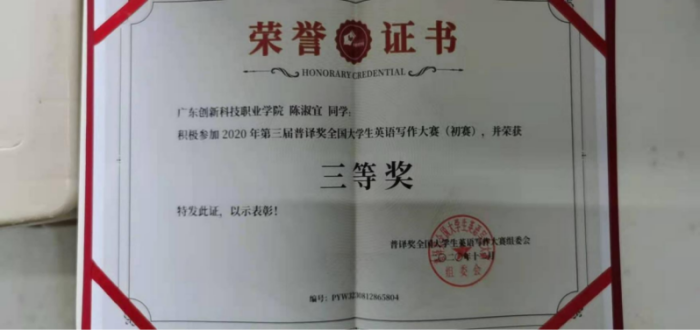 荣誉证书
HONORARY CREDENTIAL
广东创新科技职业学院 陈淑宜 同学:
积极参加 2020 年第三届普译奖全国大学生英语写作大赛(初赛),并荣获
三等奖
特发此证,以示表彰!
普译奖全国大学生英语写作大赛组委会
组委会